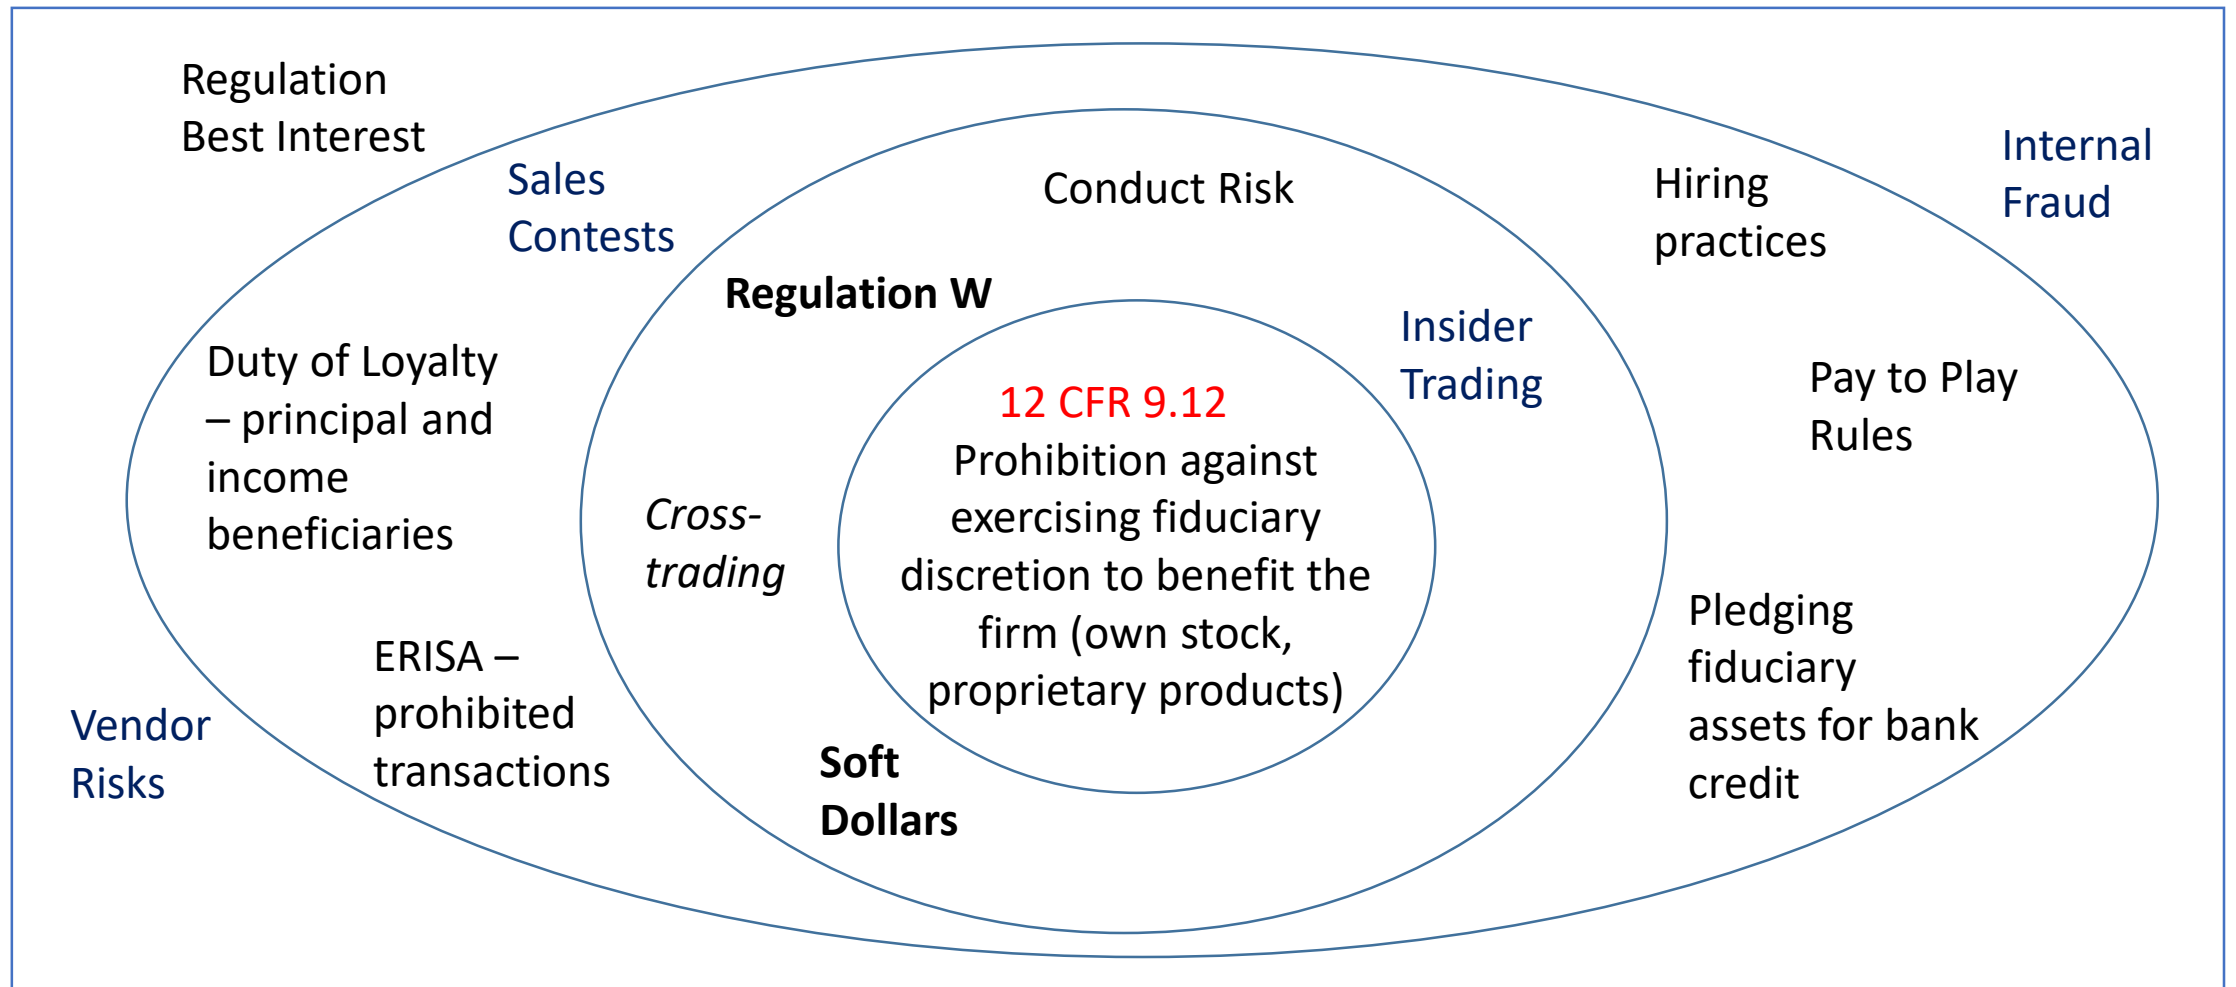 Regulation
Best Interest
Sales
Contests
Conduct Risk
Hiring
practices
Internal
Fraud
Regulation W
Insider
Trading
Duty of Loyalty
– principal and
income
beneficiaries
12 CFR 9.12
Prohibition against
exercising fiduciary
discretion to benefit the
firm (own stock,
proprietary products)
Pay to Play
Rules
Cross-
trading
ERISA –
prohibited
transactions
Pledging
fiduciary
assets for bank
credit
Vendor
Risks
Soft
Dollars